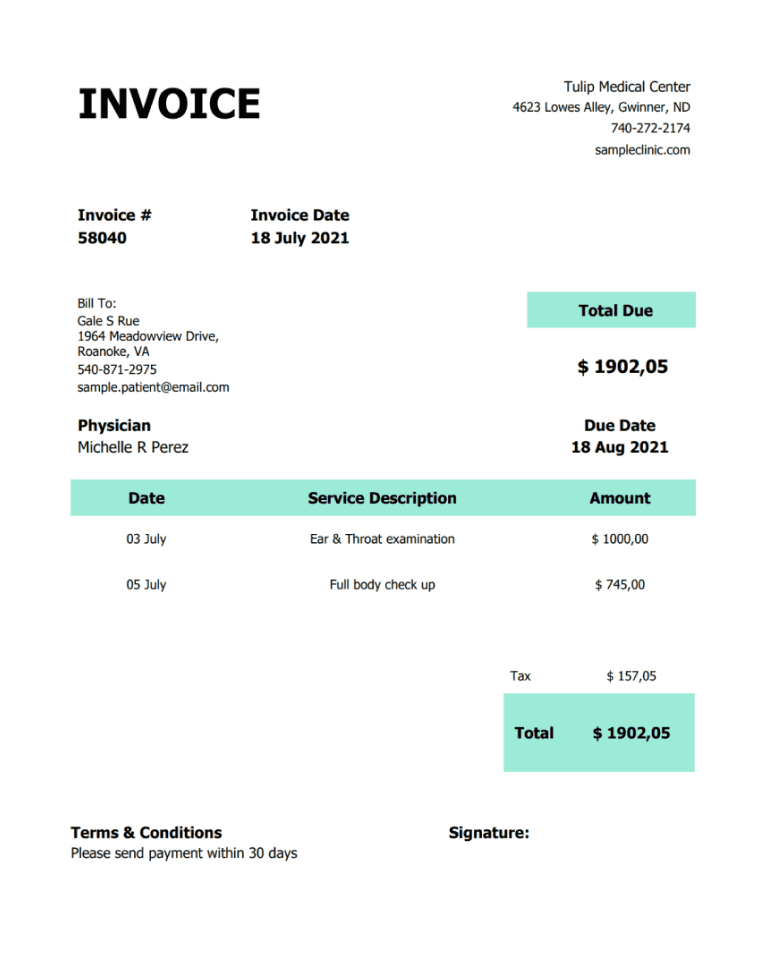 INVOICE
Tulip Medical Center
4623 Lowes Alley, Gwinner, ND
740-272-2174
sampleclinic.com
Invoice # Invoice Date
58040 18 July 2021
Bill To:
Gale S Rue
1964 Meadowview Drive,
Roanoke, VA
540-871-2975
sample.patient@email.com
Total Due
$ 1902,05
Physician
Michelle R Perez
Due Date
18 Aug 2021
Date Service Description Amount
03 July Ear & Throat examination $ 1000,00
05 July Full body check up $ 745,00
Tax $ 157,05
Total $ 1902,05
Terms & Conditions
Please send payment within 30 days
Signature: